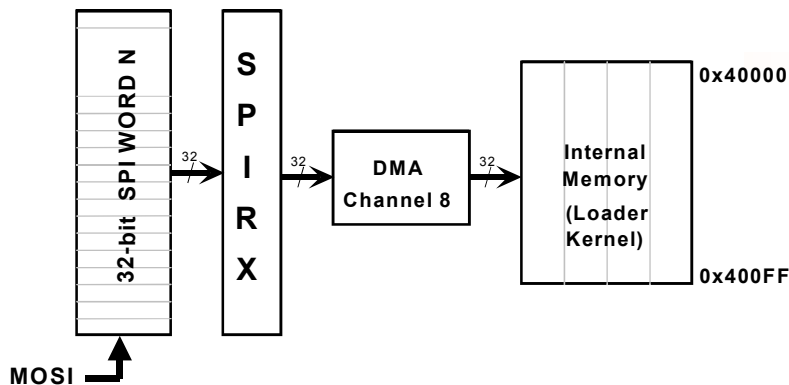 32-bit SPI WORD N
MOSI
32
S
P
I
R
X
32
DMA
Channel 8
32
Internal
Memory
(Loader
Kernel)
0x40000
0x400FF